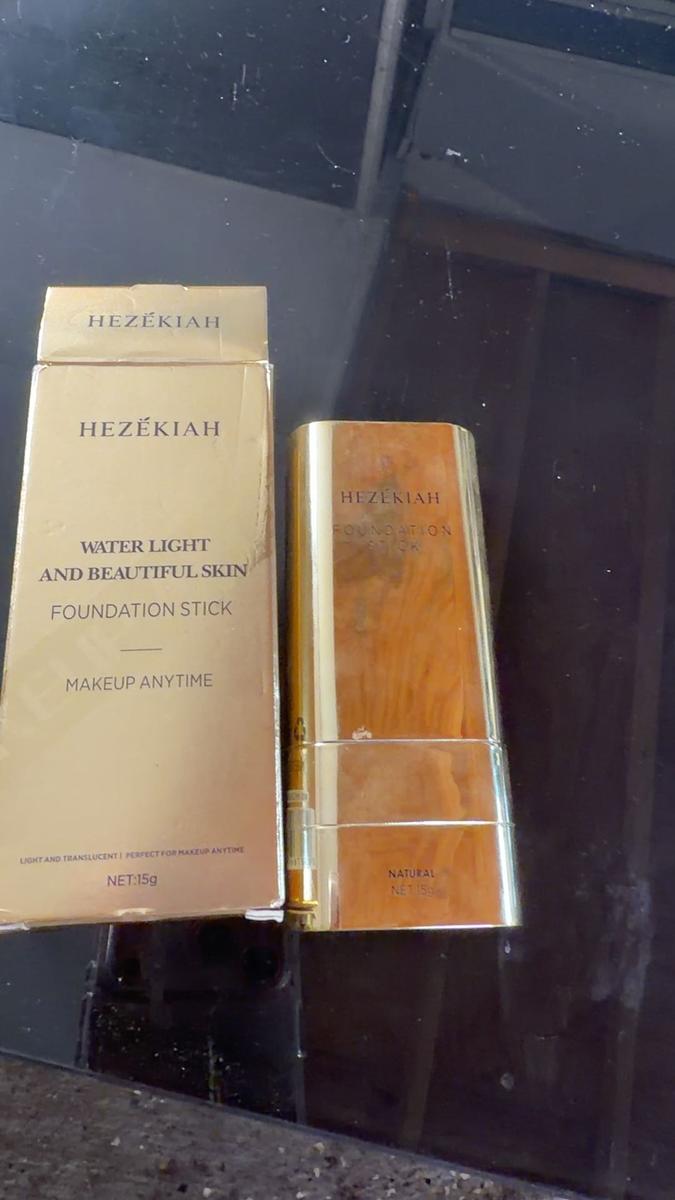 HEZÉKIAH
HEZÉKIAH
WATER LIGHT
AND BEAUTIFUL SKIN
FOUNDATION STICK
MAKEUP ANYTIME
LIGHT AND TRANSLUCENT | PERFECT FOR MAKEUP ANYTIME
NET:15g
HEZÉKIAH
FOUNDATION
STICK
NATURAL
NET:15g